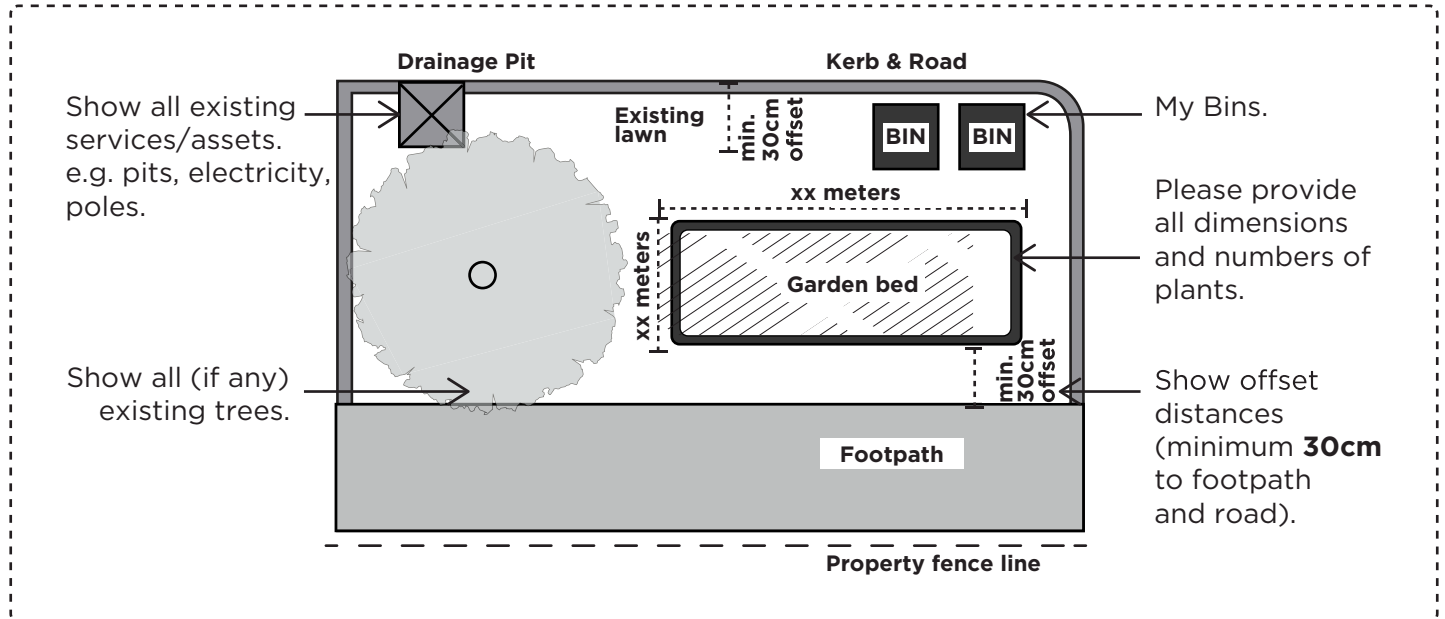 Drainage Pit
Kerb & Road
Show all existing
services/assets.
e.g. pits, electricity,
poles.
Existing
lawn
min.
30cm
offset
BIN
BIN
My Bins.
xx meters
xx meters
Garden bed
Please provide
all dimensions
and numbers of
plants.
Show all (if any)
existing trees.
min.
30cm
offset
Show offset
distances
(minimum 30cm
to footpath
and road).
Footpath
Property fence line